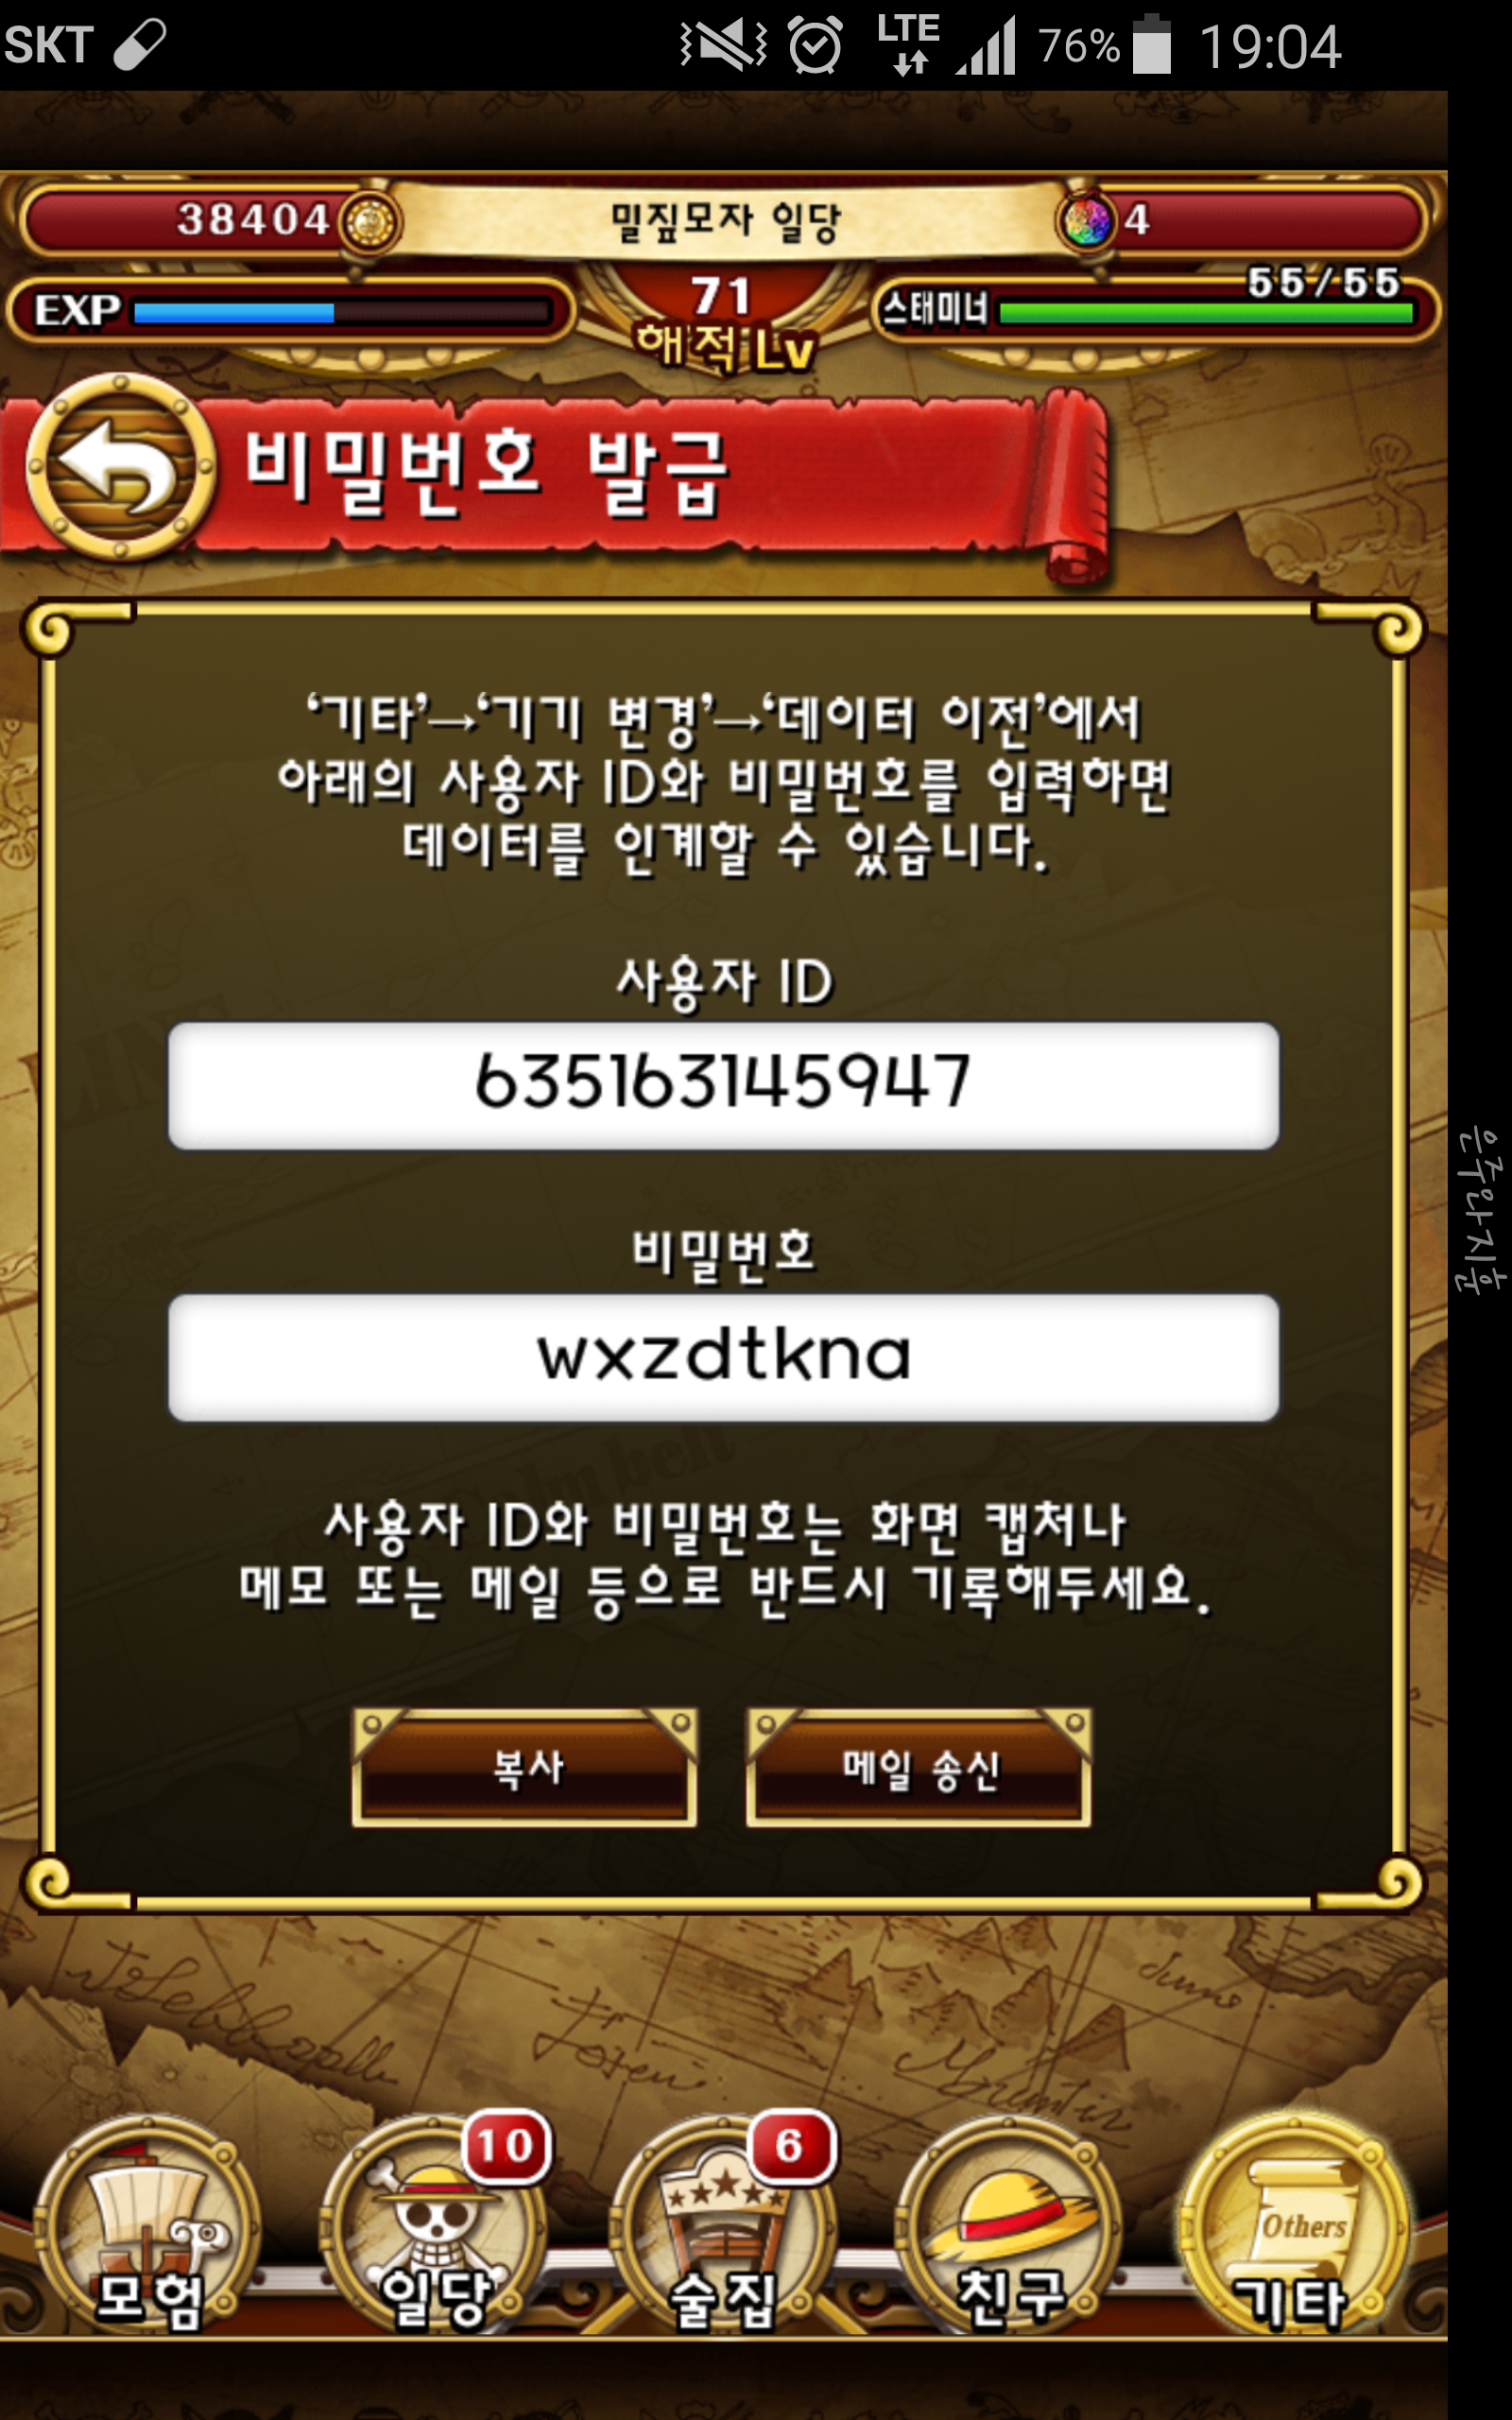 SKT
LTE
76%
19:04
38404
밀짚모자 일당
4
EXP
71
해적 Lv
스태미너
55/55
비밀번호 발급
‘기타’→‘기기 변경’→‘데이터 이전’에서
아래의 사용자 ID와 비밀번호를 입력하면
데이터를 인계할 수 있습니다.
사용자 ID
635163145947
비밀번호
wxzdtkna
사용자 ID와 비밀번호는 화면 캡처나
메모 또는 메일 등으로 반드시 기록해두세요.
복사
메일 송신
10
6
Others
모험
일당
술집
친구
기타